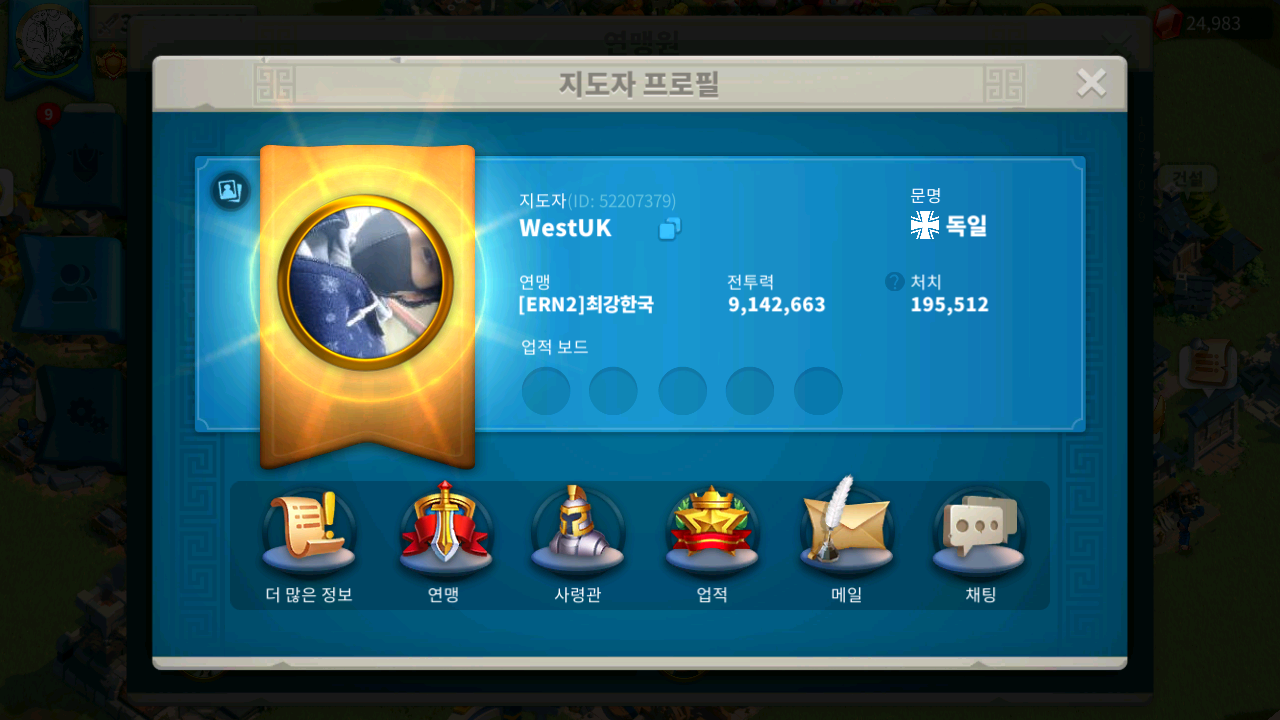 24,983
연맹원
지도자 프로필
9
건설
지도자(ID: 52207379)
WestUK
문명
독일
연맹
[ERN2]최강한국
전투력
9,142,663
? 처치
195,512
업적 보드
더 많은 정보
연맹
사령관
업적
메일
채팅